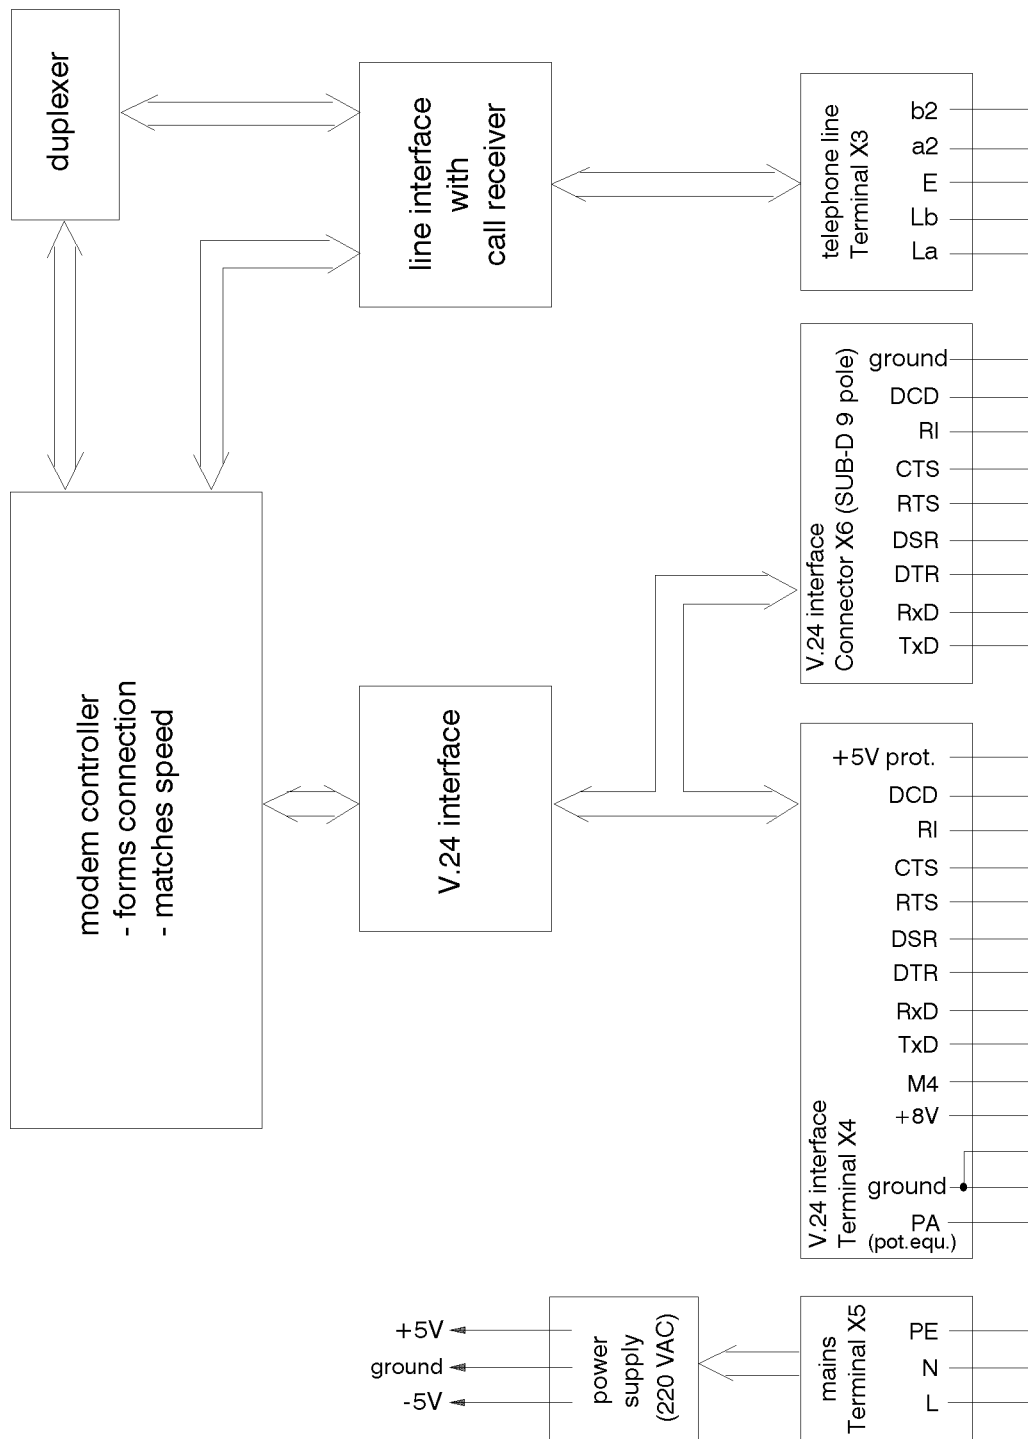 duplexer
line interface
with
call receiver
telephone line
Terminal X3
b2
a2
E
Lb
La
modem controller
- forms connection
- matches speed
V.24 interface
V.24 interface
Connector X6 (SUB-D 9 pole)
ground
DCD
RI
CTS
RTS
DSR
DTR
RxD
TxD
V.24 interface
Terminal X4
+5V prot.
DCD
RI
CTS
RTS
DSR
DTR
RxD
TxD
M4
+8V
ground
PA
(pot.equ.)
+5V
ground
-5V
power
supply
(220 VAC)
mains
Terminal X5
PE
N
L